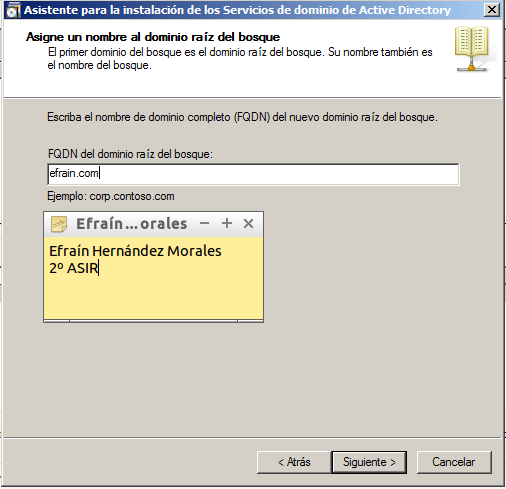 Asistente para la instalación de los Servicios de dominio de Active Directory
Asigne un nombre al dominio raíz del bosque
El primer dominio del bosque es el dominio raíz del bosque. Su nombre también es
el nombre del bosque.
Escriba el nombre de dominio completo (FQDN) del nuevo dominio raíz del bosque.
FQDN del dominio raíz del bosque:
efrain.com
Ejemplo: corp.contoso.com
Efraín...orales
Efraín Hernández Morales
2º ASIR
< Atrás
Siguiente >
Cancelar